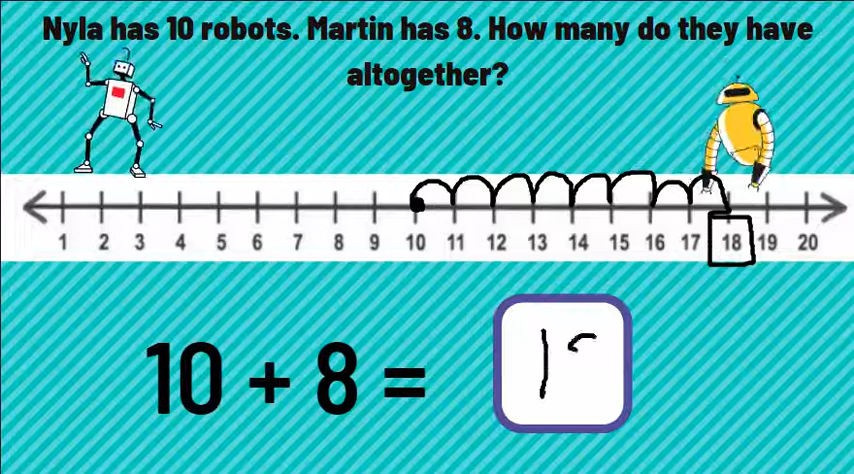 Nyla has 10 robots. Martin has 8. How many do they have
altogether?
1 2 3 4 5 6 7 8 9 10 11 12 13 14 15 16 17 18 19 20
10 + 8 = 1